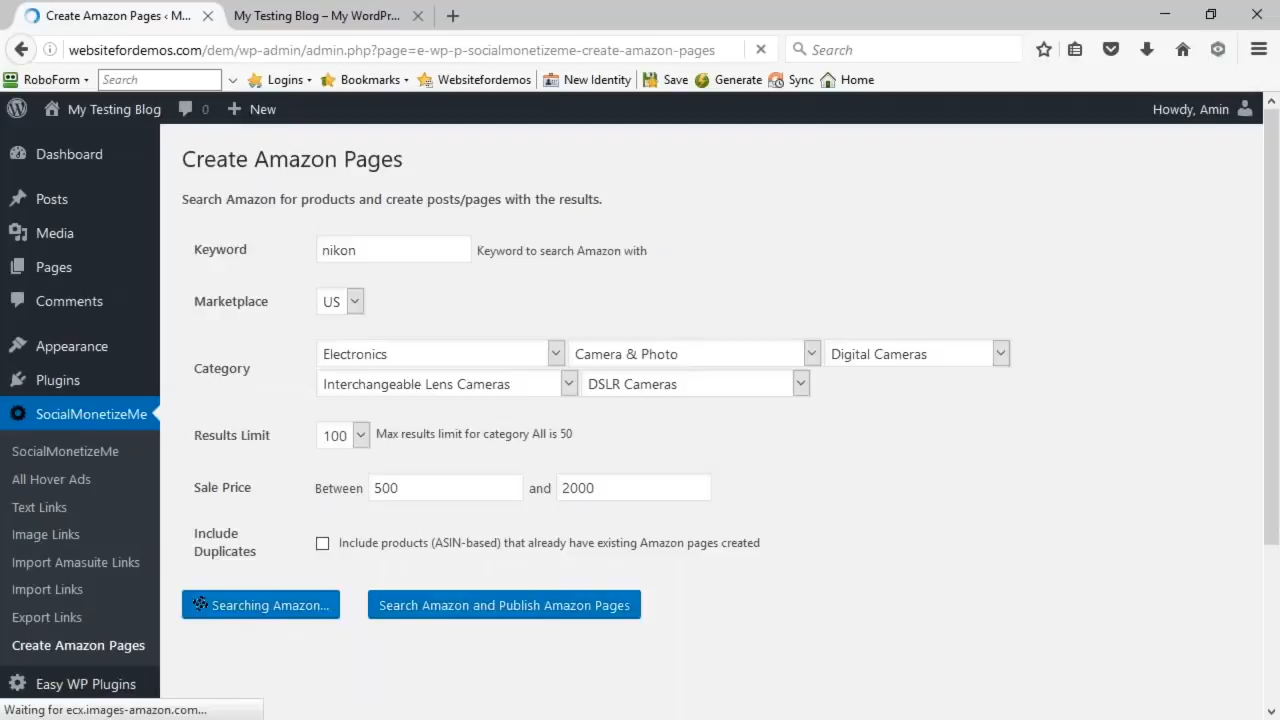 Create Amazon Pages ‹ M...
My Testing Blog – My WordPr...
websitefordemos.com/dem/wp-admin/admin.php?page=e-wp-p-socialmonetizeme-create-amazon-pages
Search
RoboForm
Search
Logins
Bookmarks
Websitefordemos
New Identity
Save
Generate
Sync
Home
My Testing Blog
0
New
Howdy, Amin
Dashboard
Posts
Media
Pages
Comments
Appearance
Plugins
SocialMonetizeMe
SocialMonetizeMe
All Hover Ads
Text Links
Image Links
Import Amasuite Links
Import Links
Export Links
Create Amazon Pages
Easy WP Plugins
Create Amazon Pages
Search Amazon for products and create posts/pages with the results.
Keyword
nikon
Keyword to search Amazon with
Marketplace
US
Category
Electronics
Camera & Photo
Digital Cameras
Interchangeable Lens Cameras
DSLR Cameras
Results Limit
100
Max results limit for category All is 50
Sale Price
Between
500
and
2000
Include
Duplicates
Include products (ASIN-based) that already have existing Amazon pages created
Searching Amazon...
Search Amazon and Publish Amazon Pages
Waiting for ecx.images-amazon.com...